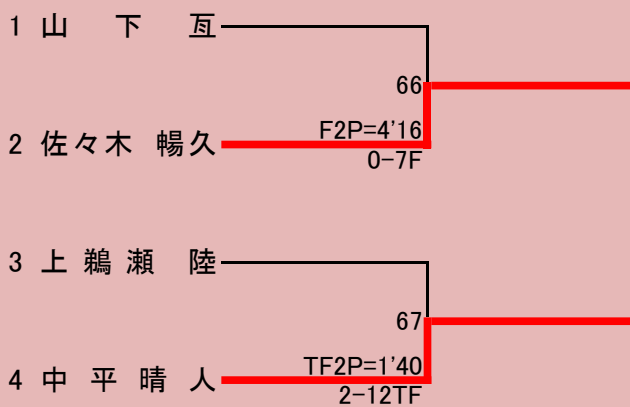 1 山 下 亙
66
F2P=4'16
2 佐々木 暢久
0-7F
3 上 鵜 瀬 陸
67
TF2P=1'40
4 中 平 晴 人
2-12TF